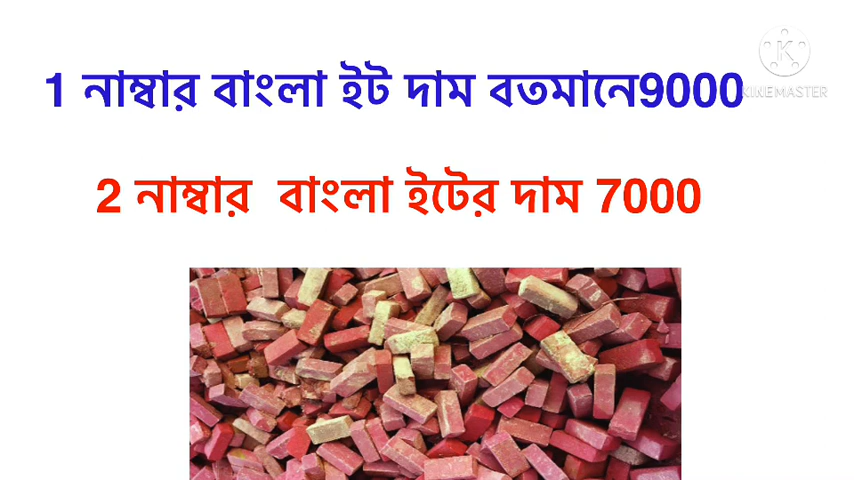 1 নাম্বার বাংলা ইট দাম বতমানে9000
KINEMASTER
2 নাম্বার বাংলা ইটের দাম 7000